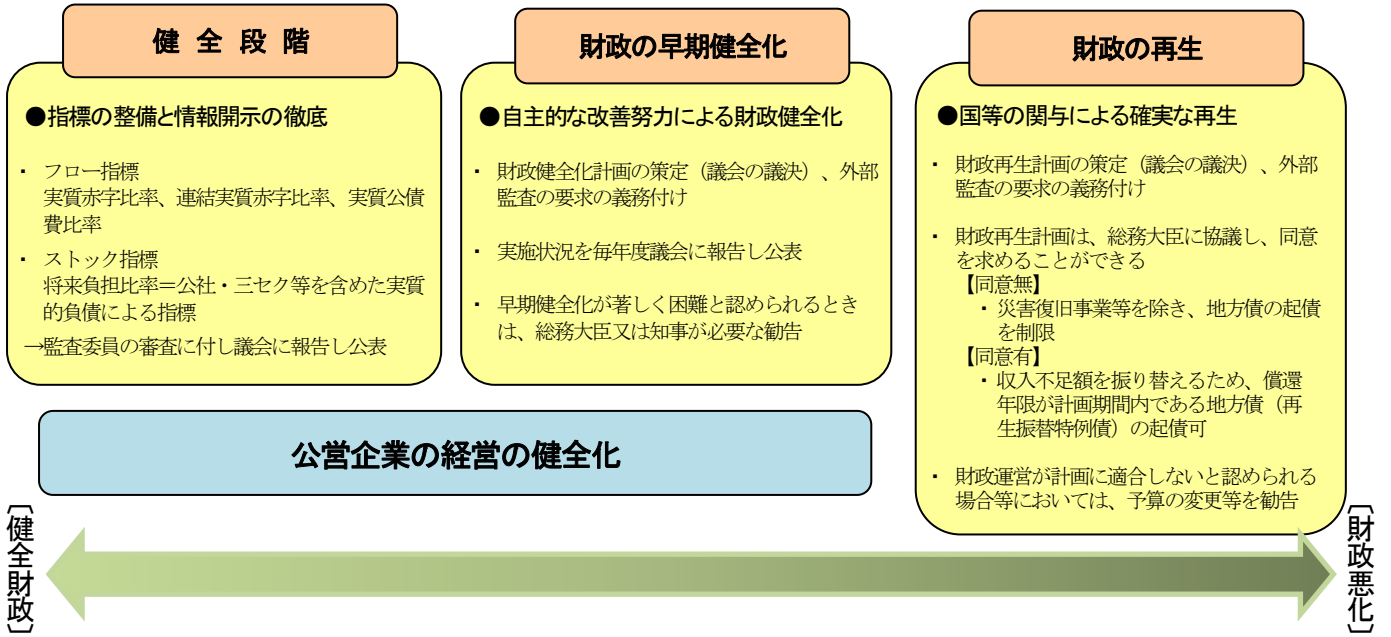 健 全 段 階
●指標の整備と情報開示の徹底
・ フロー指標
実質赤字比率、連結実質赤字比率、実質公債
費比率
・ ストック指標
将来負担比率＝公社・三セク等を含めた実質
的負債による指標
→監査委員の審査に付し議会に報告し公表
財政の早期健全化
●自主的な改善努力による財政健全化
・ 財政健全化計画の策定（議会の議決）、外部
監査の要求の義務付け
・ 実施状況を毎年度議会に報告し公表
・ 早期健全化が著しく困難と認められるとき
は、総務大臣又は知事が必要な勧告
財政の再生
●国等の関与による確実な再生
・ 財政再生計画の策定（議会の議決）、外部
監査の要求の義務付け
・ 財政再生計画は、総務大臣に協議し、同意
を求めることができる
【同意無】
・ 災害復旧事業等を除き、地方債の起債
を制限
【同意有】
・ 収入不足額を振り替えるため、償還
年限が計画期間内である地方債（再
生振替特例債）の起債可
・ 財政運営が計画に適合しないと認められる
場合等においては、予算の変更等を勧告
公営企業の経営の健全化
〔健全財政〕
〔財政悪化〕